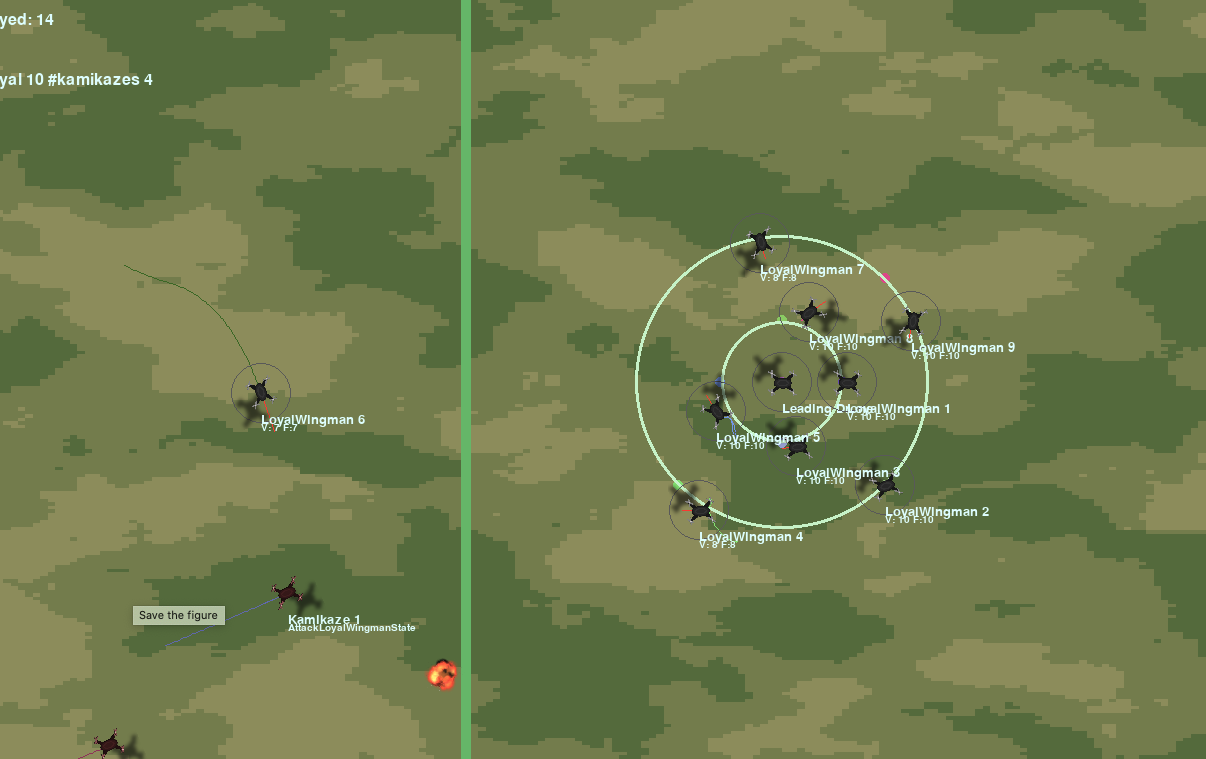 yed: 14
yal 10 #kamikazes 4
LoyalWingman 7
V: 8 F:8
LoyalWingman 8
V: 10 F:10
LoyalWingman 9
V: 10 F:10
Leading
LoyalWingman 1
V: 10 F:10
LoyalWingman 6
V: 7 F:7
LoyalWingman 5
V: 10 F:10
LoyalWingman 3
V: 10 F:10
LoyalWingman 2
V: 10 F:10
LoyalWingman 4
V: 8 F:8
Save the figure
Kamikaze 1
AttackLoyalWingmanState